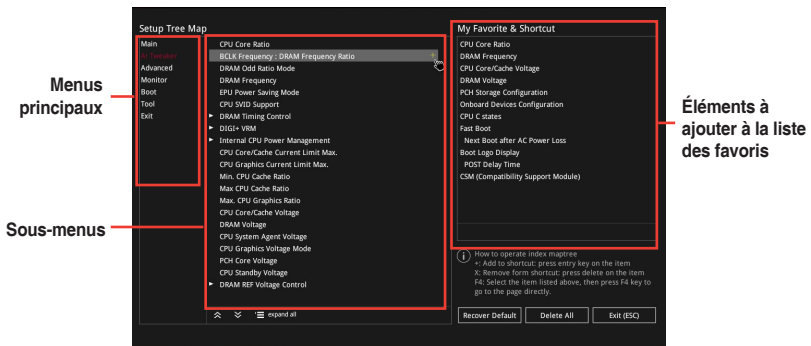 Setup Tree Map
Main
Ai Tweaker
Advanced
Monitor
Boot
Tool
Exit
CPU Core Ratio
BCLK Frequency : DRAM Frequency Ratio
+
DRAM Odd Ratio Mode
DRAM Frequency
EPU Power Saving Mode
CPU SVID Support
DRAM Timing Control
DIGI+ VRM
Internal CPU Power Management
CPU Core/Cache Current Limit Max.
CPU Graphics Current Limit Max.
Min. CPU Cache Ratio
Max CPU Cache Ratio
Max. CPU Graphics Ratio
CPU Core/Cache Voltage
DRAM Voltage
CPU System Agent Voltage
CPU Graphics Voltage Mode
PCH Core Voltage
CPU Standby Voltage
DRAM REF Voltage Control
expand all
My Favorite & Shortcut
CPU Core Ratio
DRAM Frequency
CPU Core/Cache Voltage
DRAM Voltage
PCH Storage Configuration
Onboard Devices Configuration
CPU C states
Fast Boot
Next Boot after AC Power Loss
Boot Logo Display
POST Delay Time
CSM (Compatibility Support Module)
i
How to operate index maptree
+: Add to shortcut: press entry key
on the item
X: Remove form shortcut: press delete on the item
F4: Select the item listed above, then press F4 key to
go to the page directly.
Recover Default
Delete All
Exit (ESC)
Menus
principaux
Sous-menus
Éléments à
ajouter à la liste
des favoris